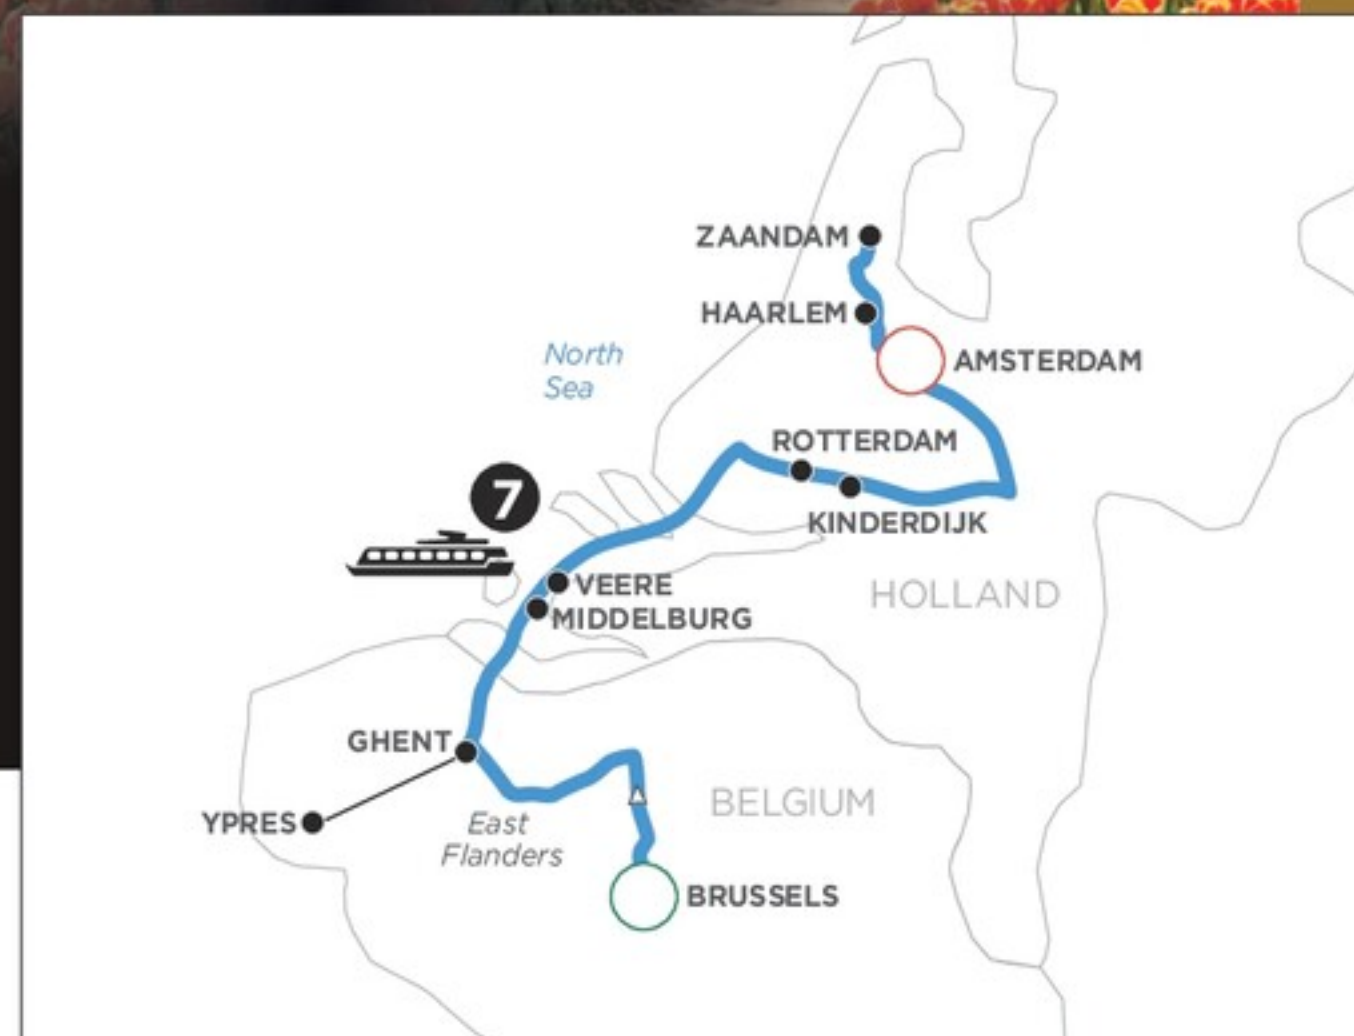 ZAANDAM
HAARLEM
North
Sea
AMSTERDAM
ROTTERDAM
7
KINDERDIJK
VEERE
HOLLAND
MIDDELBURG
GHENT
BELGIUM
YPRES
East
Flanders
BRUSSELS